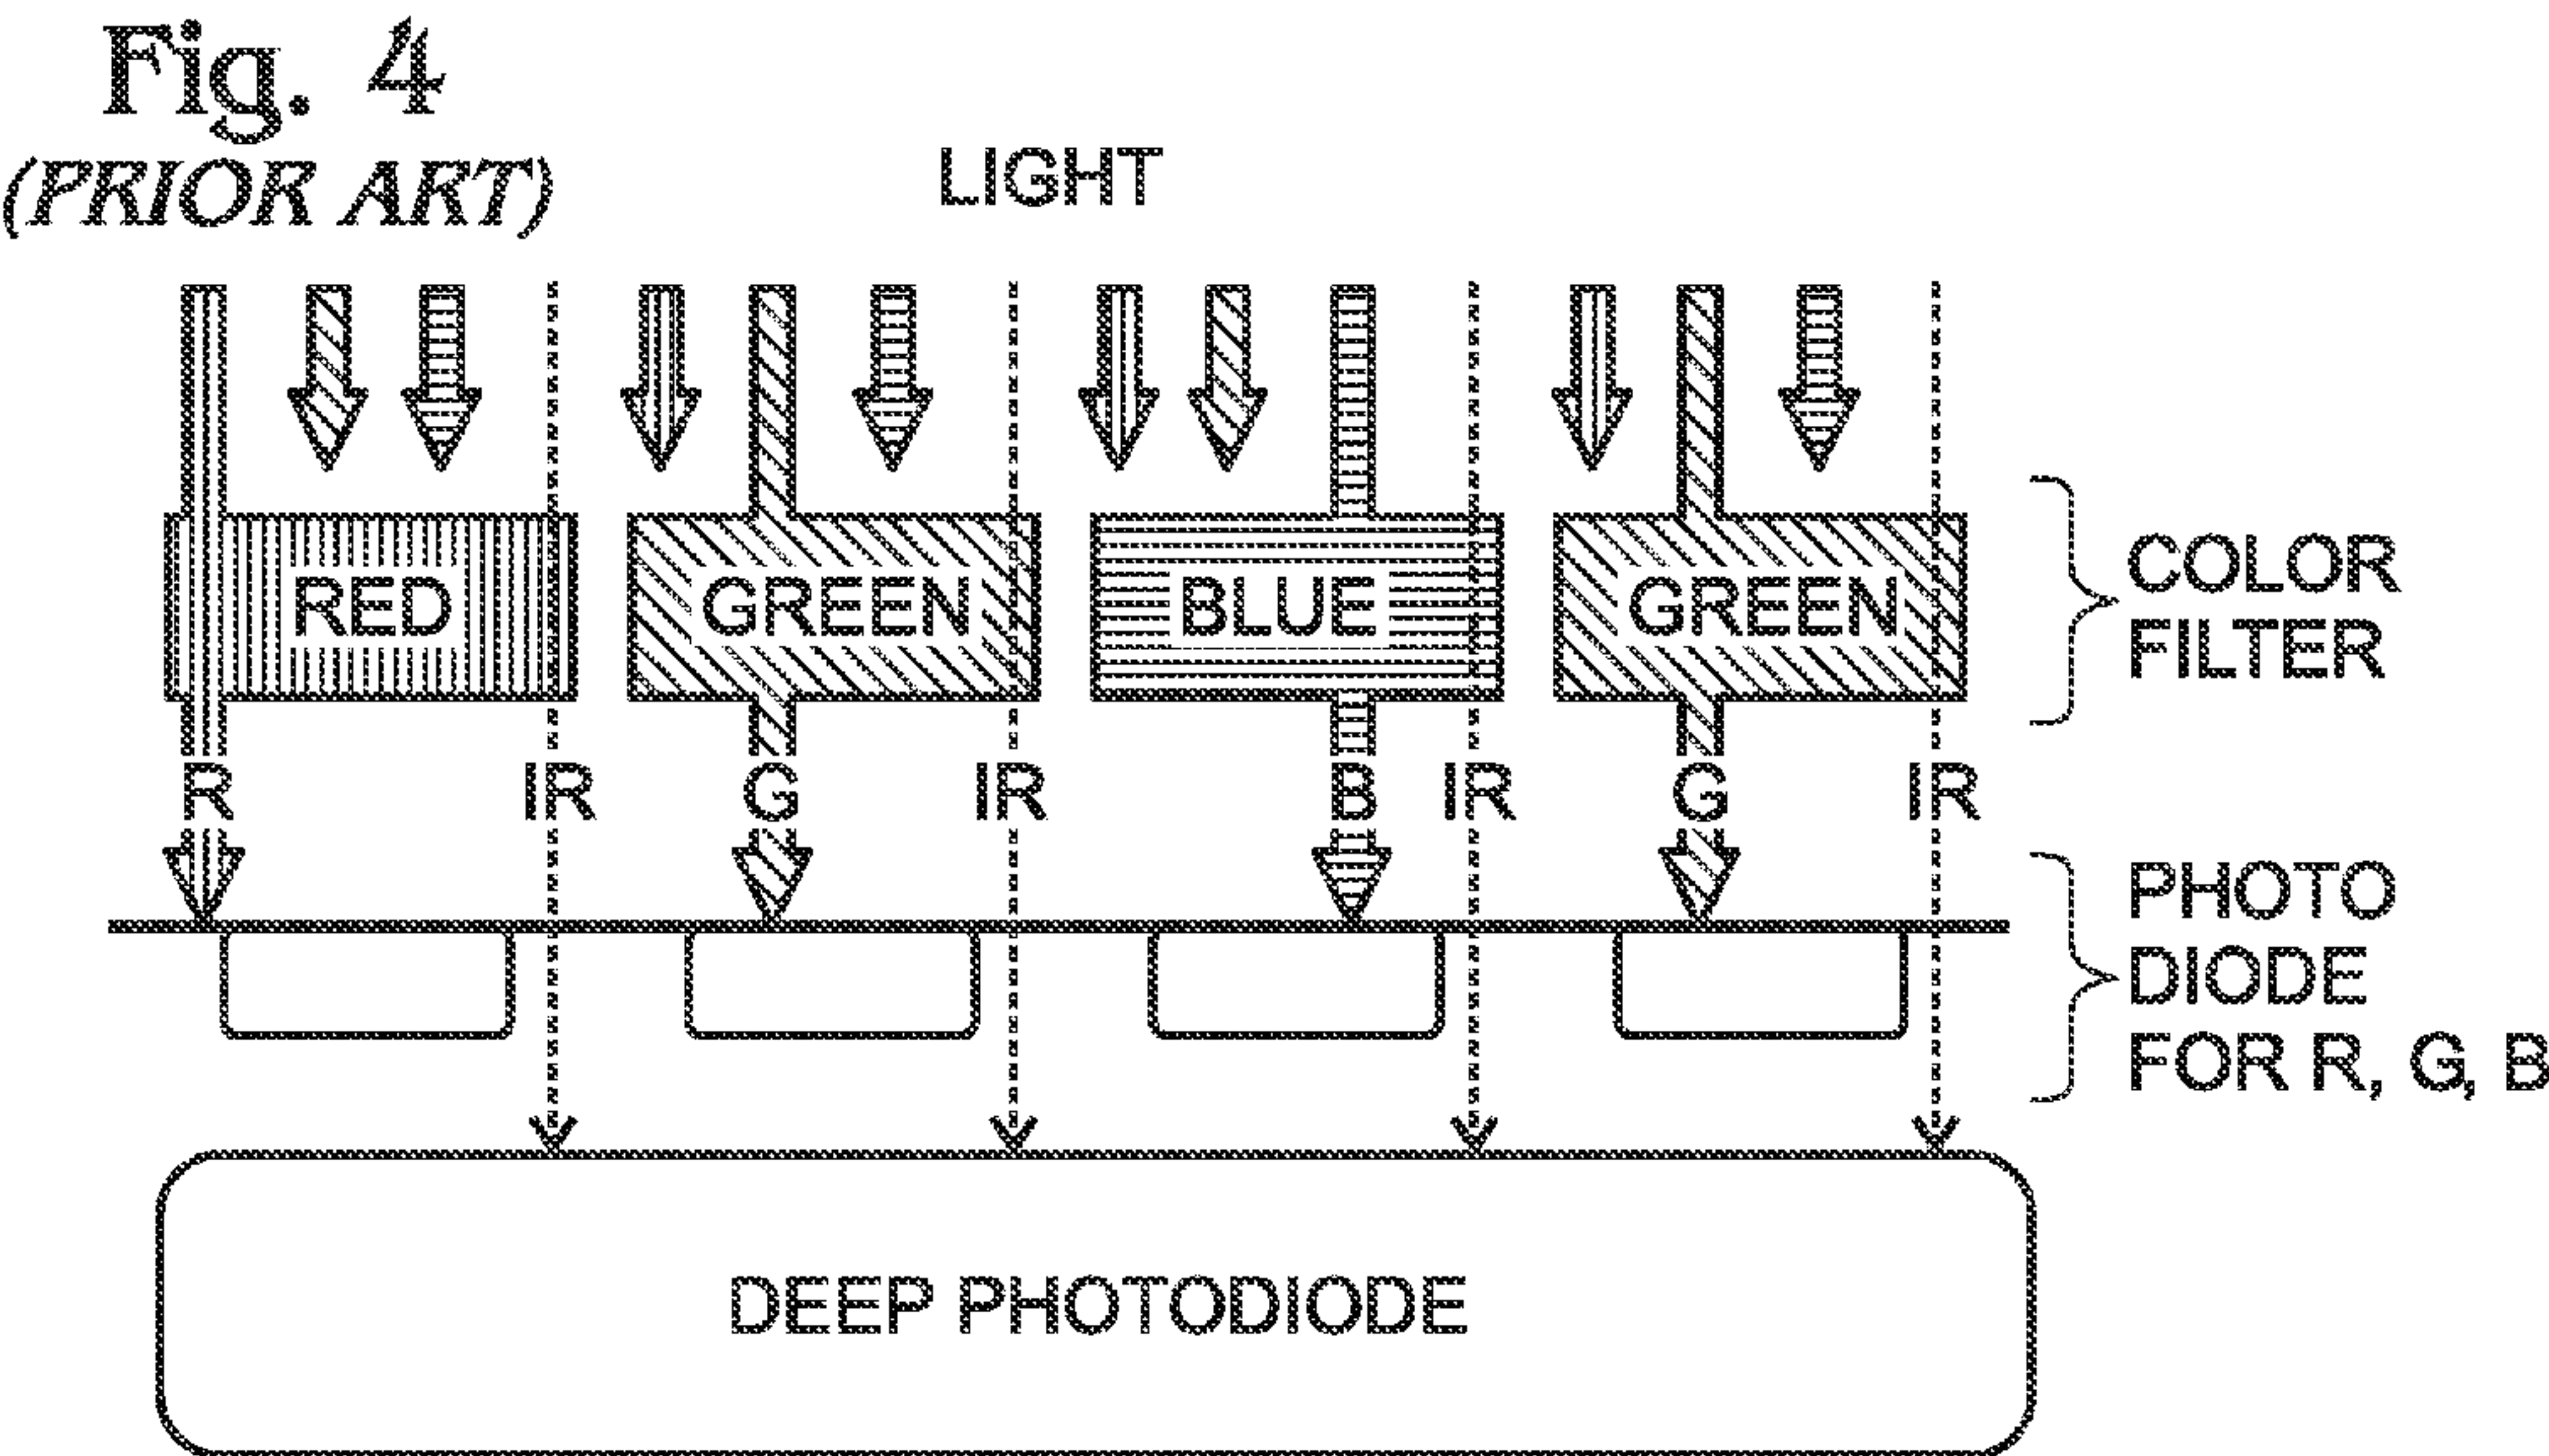 Fig. 4
(PRIOR ART)
LIGHT
RED
GREEN
BLUE
GREEN
COLOR
FILTER
R
IR
G
IR
B
IR
G
IR
PHOTO
DIODE
FOR R, G, B
DEEP PHOTODIODE